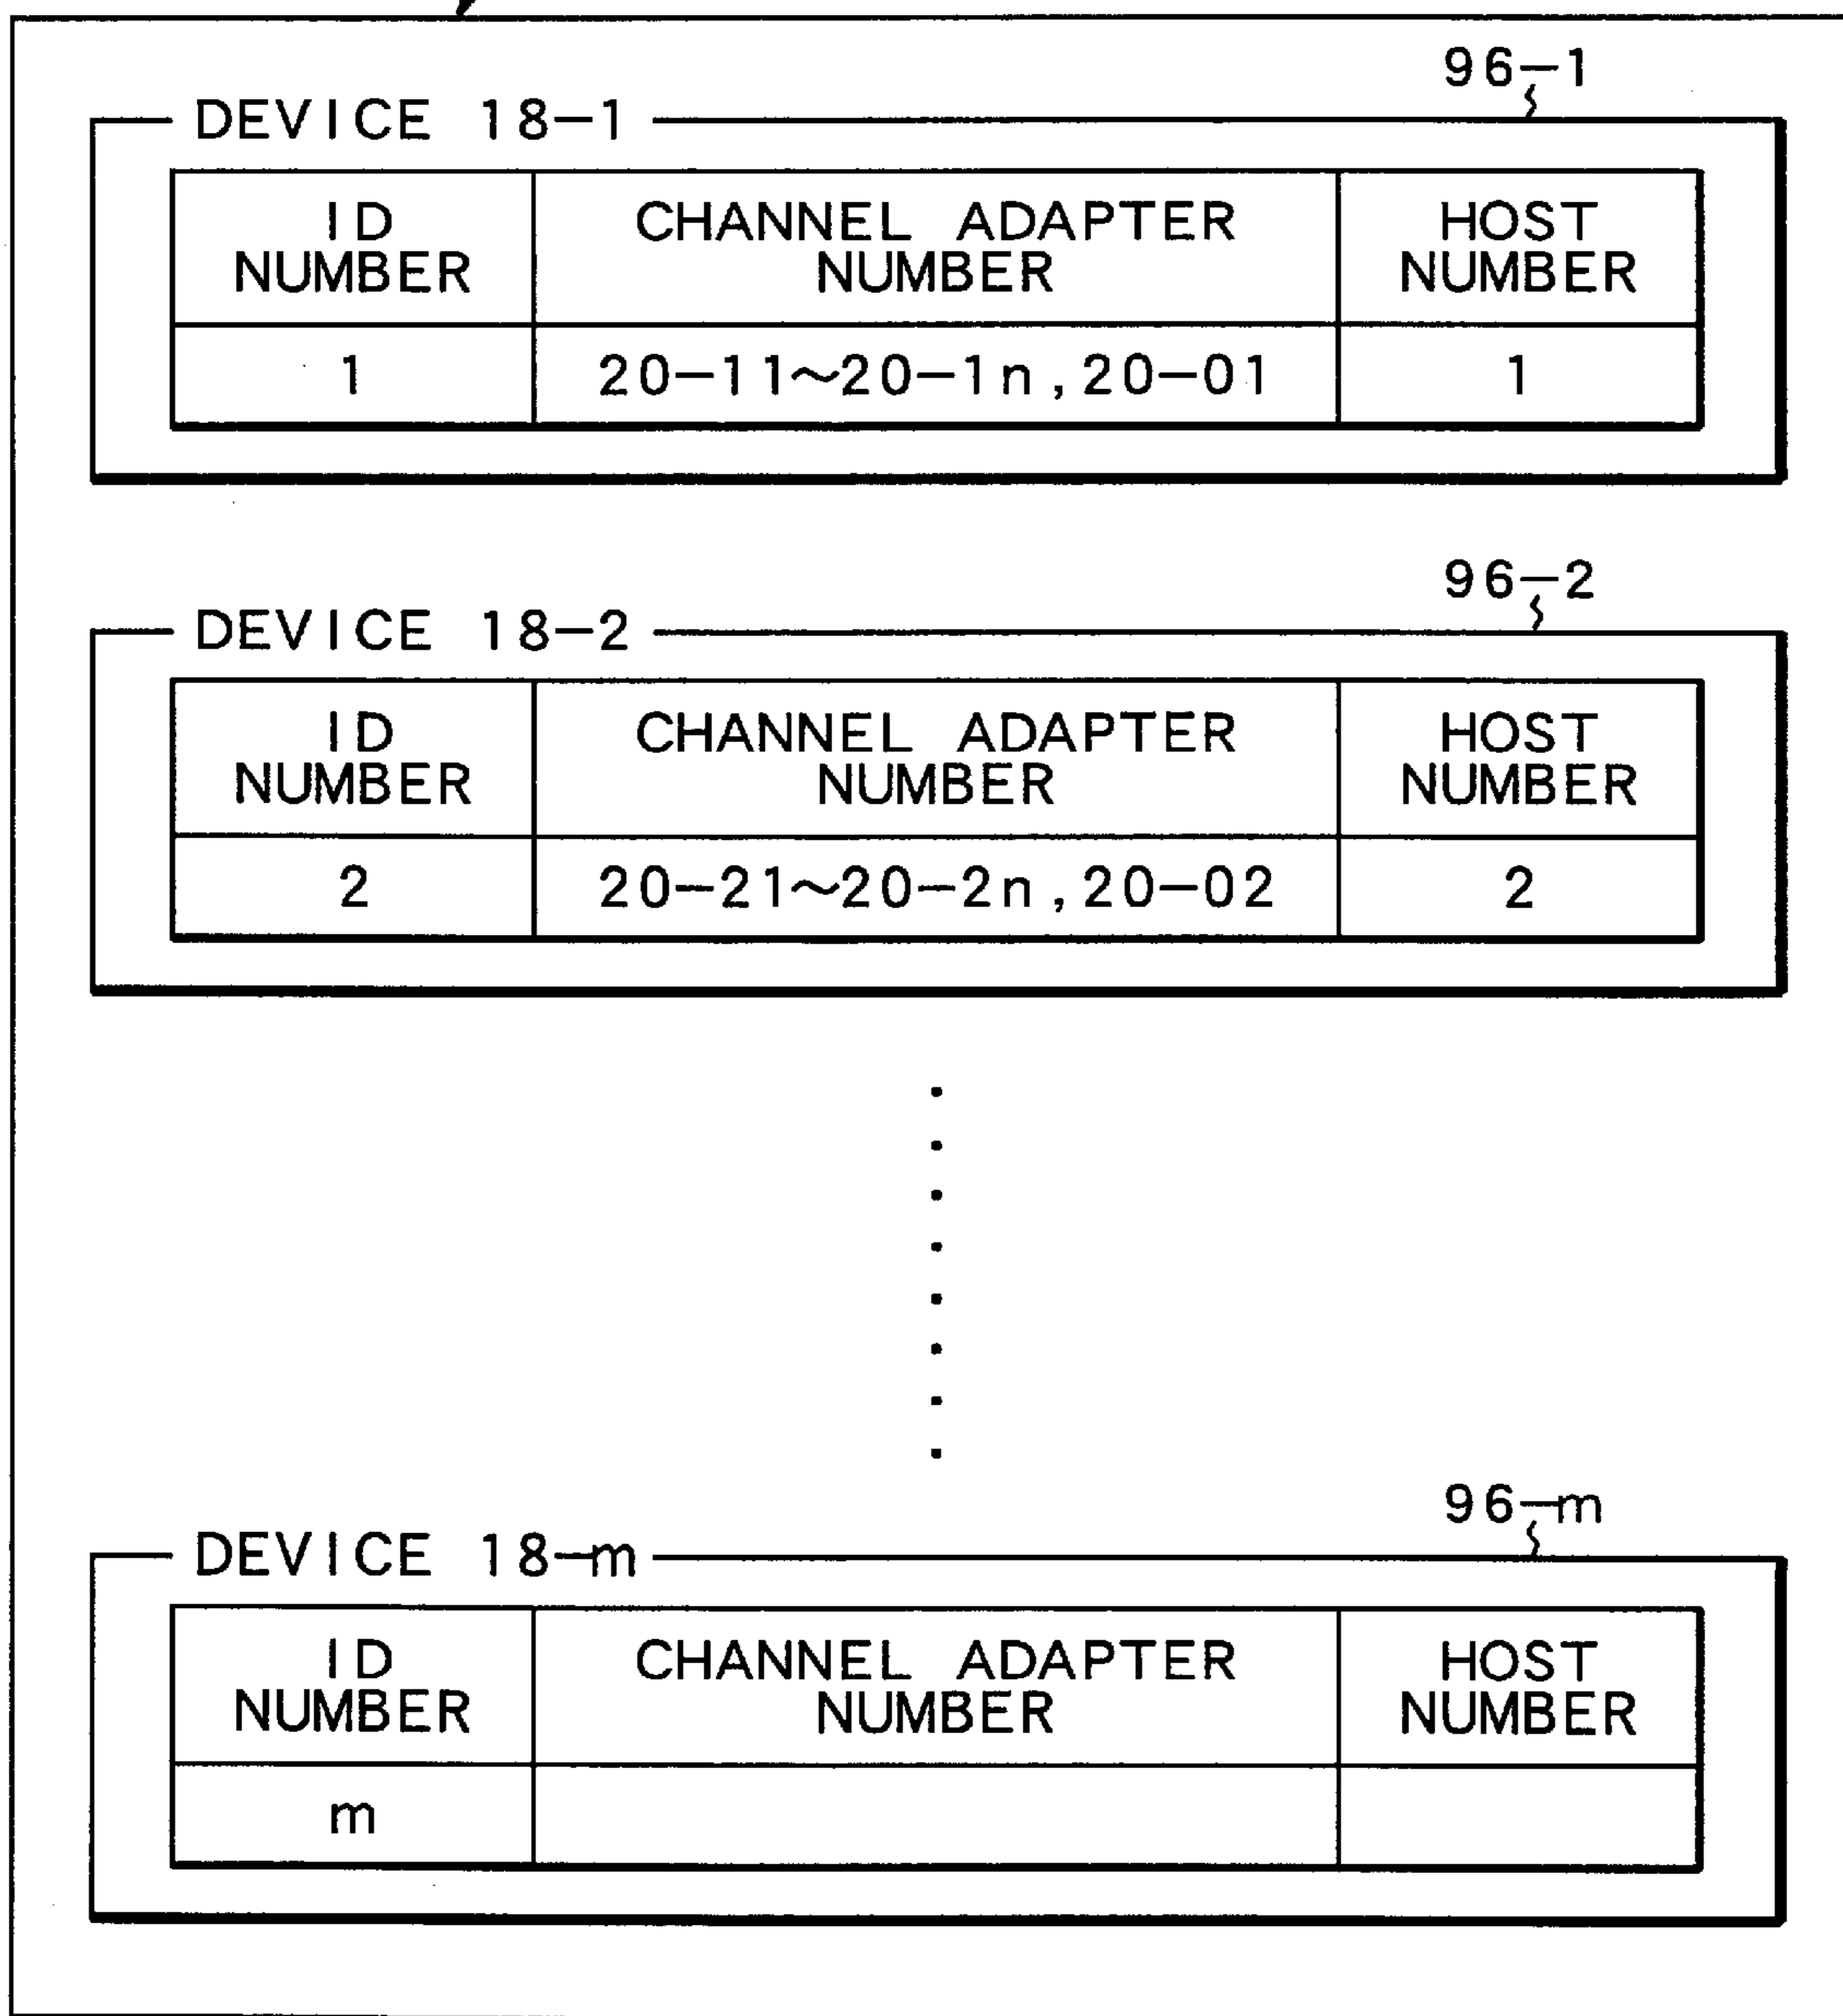 96-1
DEVICE 18-1
ID
NUMBER
CHANNEL ADAPTER
NUMBER
HOST
NUMBER
1
20-11~20-1n,20-01
1
96-2
DEVICE 18-2
ID
NUMBER
CHANNEL ADAPTER
NUMBER
HOST
NUMBER
2
20-21~20-2n,20-02
2
96-m
DEVICE 18-m
ID
NUMBER
CHANNEL ADAPTER
NUMBER
HOST
NUMBER
m